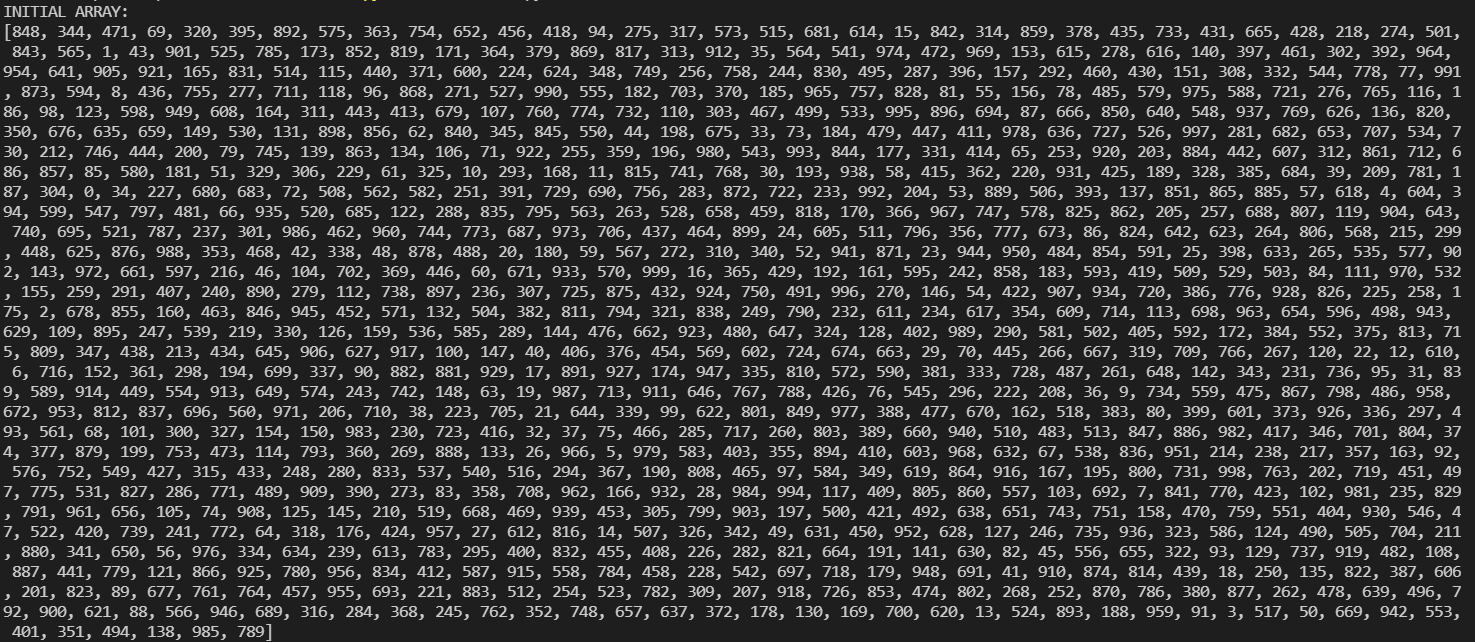 INITIAL ARRAY:
[848, 344, 471, 69, 320, 395, 892, 575, 363, 754, 652, 456, 418, 94, 275, 317, 573, 515, 681, 614, 15, 842, 314, 859, 378, 435, 733, 431, 665, 428, 218, 274, 501,
 843, 565, 1, 43, 901, 525, 785, 173, 852, 819, 171, 364, 379, 869, 817, 313, 912, 35, 564, 541, 974, 472, 969, 153, 615, 278, 616, 140, 397, 461, 302, 392, 964,
954, 641, 905, 921, 165, 831, 514, 115, 440, 371, 600, 224, 624, 348, 749, 256, 758, 244, 830, 495, 287, 396, 157, 292, 460, 430, 151, 308, 332, 544, 778, 77, 991
, 873, 594, 8, 436, 755, 277, 711, 118, 96, 868, 271, 527, 990, 555, 182, 703, 370, 185, 965, 757, 828, 81, 55, 156, 78, 485, 579, 975, 588, 721, 276, 765, 116, 1
86, 98, 123, 598, 949, 608, 164, 311, 443, 413, 679, 107, 760, 774, 732, 110, 303, 467, 499, 533, 995, 896, 694, 87, 666, 850, 640, 548, 937, 769, 626, 136, 820,
350, 676, 635, 659, 149, 530, 131, 898, 856, 62, 840, 345, 845, 550, 44, 198, 675, 33, 73, 184, 479, 447, 411, 978, 636, 727, 526, 997, 281, 682, 653, 707, 534, 7
30, 212, 746, 444, 200, 79, 745, 139, 863, 134, 106, 71, 922, 255, 359, 196, 980, 543, 993, 844, 177, 331, 414, 65, 253, 920, 203, 884, 442, 607, 312, 861, 712, 6
86, 857, 85, 580, 181, 51, 329, 306, 229, 61, 325, 10, 293, 168, 11, 815, 741, 768, 30, 193, 938, 58, 415, 362, 220, 931, 425, 189, 328, 385, 684, 39, 209, 781, 1
87, 304, 0, 34, 227, 680, 683, 72, 508, 562, 582, 251, 391, 729, 690, 756, 283, 872, 722, 233, 992, 204, 53, 889, 506, 393, 137, 851, 865, 885, 57, 618, 4, 604, 3
94, 599, 547, 797, 481, 66, 935, 520, 685, 122, 288, 835, 795, 563, 263, 528, 658, 459, 818, 170, 366, 967, 747, 578, 825, 862, 205, 257, 688, 807, 119, 904, 643,
 740, 695, 521, 787, 237, 301, 986, 462, 960, 744, 773, 687, 973, 706, 437, 464, 899, 24, 605, 511, 796, 356, 777, 673, 86, 824, 642, 623, 264, 806, 568, 215, 299
, 448, 625, 876, 988, 353, 468, 42, 338, 48, 878, 488, 20, 180, 59, 567, 272, 310, 340, 52, 941, 871, 23, 944, 950, 484, 854, 591, 25, 398, 633, 265, 535, 577, 90
2, 143, 972, 661, 597, 216, 46, 104, 702, 369, 446, 60, 671, 933, 570, 999, 16, 365, 429, 192, 161, 595, 242, 858, 183, 593, 419, 509, 529, 503, 84, 111, 970, 532
, 155, 259, 291, 407, 240, 890, 279, 112, 738, 897, 236, 307, 725, 875, 432, 924, 750, 491, 996, 270, 146, 54, 422, 907, 934, 720, 386, 776, 928, 826, 225, 258, 1
75, 2, 678, 855, 160, 463, 846, 945, 452, 571, 132, 504, 382, 811, 794, 321, 838, 249, 790, 232, 611, 234, 617, 354, 609, 714, 113, 698, 963, 654, 596, 498, 943,
629, 109, 895, 247, 539, 219, 330, 126, 159, 536, 585, 289, 144, 476, 662, 923, 480, 647, 324, 128, 402, 989, 290, 581, 502, 405, 592, 172, 384, 552, 375, 813, 71
5, 809, 347, 438, 213, 434, 645, 906, 627, 917, 100, 147, 40, 406, 376, 454, 569, 602, 724, 674, 663, 29, 70, 445, 266, 667, 319, 709, 766, 267, 120, 22, 12, 610,
 6, 716, 152, 361, 298, 194, 699, 337, 90, 882, 881, 929, 17, 891, 927, 174, 947, 335, 810, 572, 590, 381, 333, 728, 487, 261, 648, 142, 343, 231, 736, 95, 31, 83
9, 589, 914, 449, 554, 913, 649, 574, 243, 742, 148, 63, 19, 987, 713, 911, 646, 767, 788, 426, 76, 545, 296, 222, 208, 36, 9, 734, 559, 475, 867, 798, 486, 958,
672, 953, 812, 837, 696, 560, 971, 206, 710, 38, 223, 705, 21, 644, 339, 99, 622, 801, 849, 977, 388, 477, 670, 162, 518, 383, 80, 399, 601, 373, 926, 336, 297, 4
93, 561, 68, 101, 300, 327, 154, 150, 983, 230, 723, 416, 32, 37, 75, 466, 285, 717, 260, 803, 389, 660, 940, 510, 483, 513, 847, 886, 982, 417, 346, 701, 804, 37
4, 377, 879, 199, 753, 473, 114, 793, 360, 269, 888, 133, 26, 966, 5, 979, 583, 403, 355, 894, 410, 603, 968, 632, 67, 538, 836, 951, 214, 238, 217, 357, 163, 92,
 576, 752, 549, 427, 315, 433, 248, 280, 833, 537, 540, 516, 294, 367, 190, 808, 465, 97, 584, 349, 619, 864, 916, 167, 195, 800, 731, 998, 763, 202, 719, 451, 49
7, 775, 531, 827, 286, 771, 489, 909, 390, 273, 83, 358, 708, 962, 166, 932, 28, 984, 994, 117, 409, 805, 860, 557, 103, 692, 7, 841, 770, 423, 102, 981, 235, 829
, 791, 961, 656, 105, 74, 908, 125, 145, 210, 519, 668, 469, 939, 453, 305, 799, 903, 197, 500, 421, 492, 638, 651, 743, 751, 158, 470, 759, 551, 404, 930, 546, 4
7, 522, 420, 739, 241, 772, 64, 318, 176, 424, 957, 27, 612, 816, 14, 507, 326, 342, 49, 631, 450, 952, 628, 127, 246, 735, 936, 323, 586, 124, 490, 505, 704, 211
, 880, 341, 650, 56, 976, 334, 634, 239, 613, 783, 295, 400, 832, 455, 408, 226, 282, 821, 664, 191, 141, 630, 82, 45, 556, 655, 322, 93, 129, 737, 919, 482, 108,
 887, 441, 779, 121, 866, 925, 780, 956, 834, 412, 587, 915, 558, 784, 458, 228, 542, 697, 718, 179, 948, 691, 41, 910, 874, 814, 439, 18, 250, 135, 822, 387, 606
, 201, 823, 89, 677, 761, 764, 457, 955, 693, 221, 883, 512, 254, 523, 782, 309, 207, 918, 726, 853, 474, 802, 268, 252, 870, 786, 380, 877, 262, 478, 639, 496, 7
92, 900, 621, 88, 566, 946, 689, 316, 284, 368, 245, 762, 352, 748, 657, 637, 372, 178, 130, 169, 700, 620, 13, 524, 893, 188, 959, 91, 3, 517, 50, 669, 942, 553,
 401, 351, 494, 138, 985, 789]